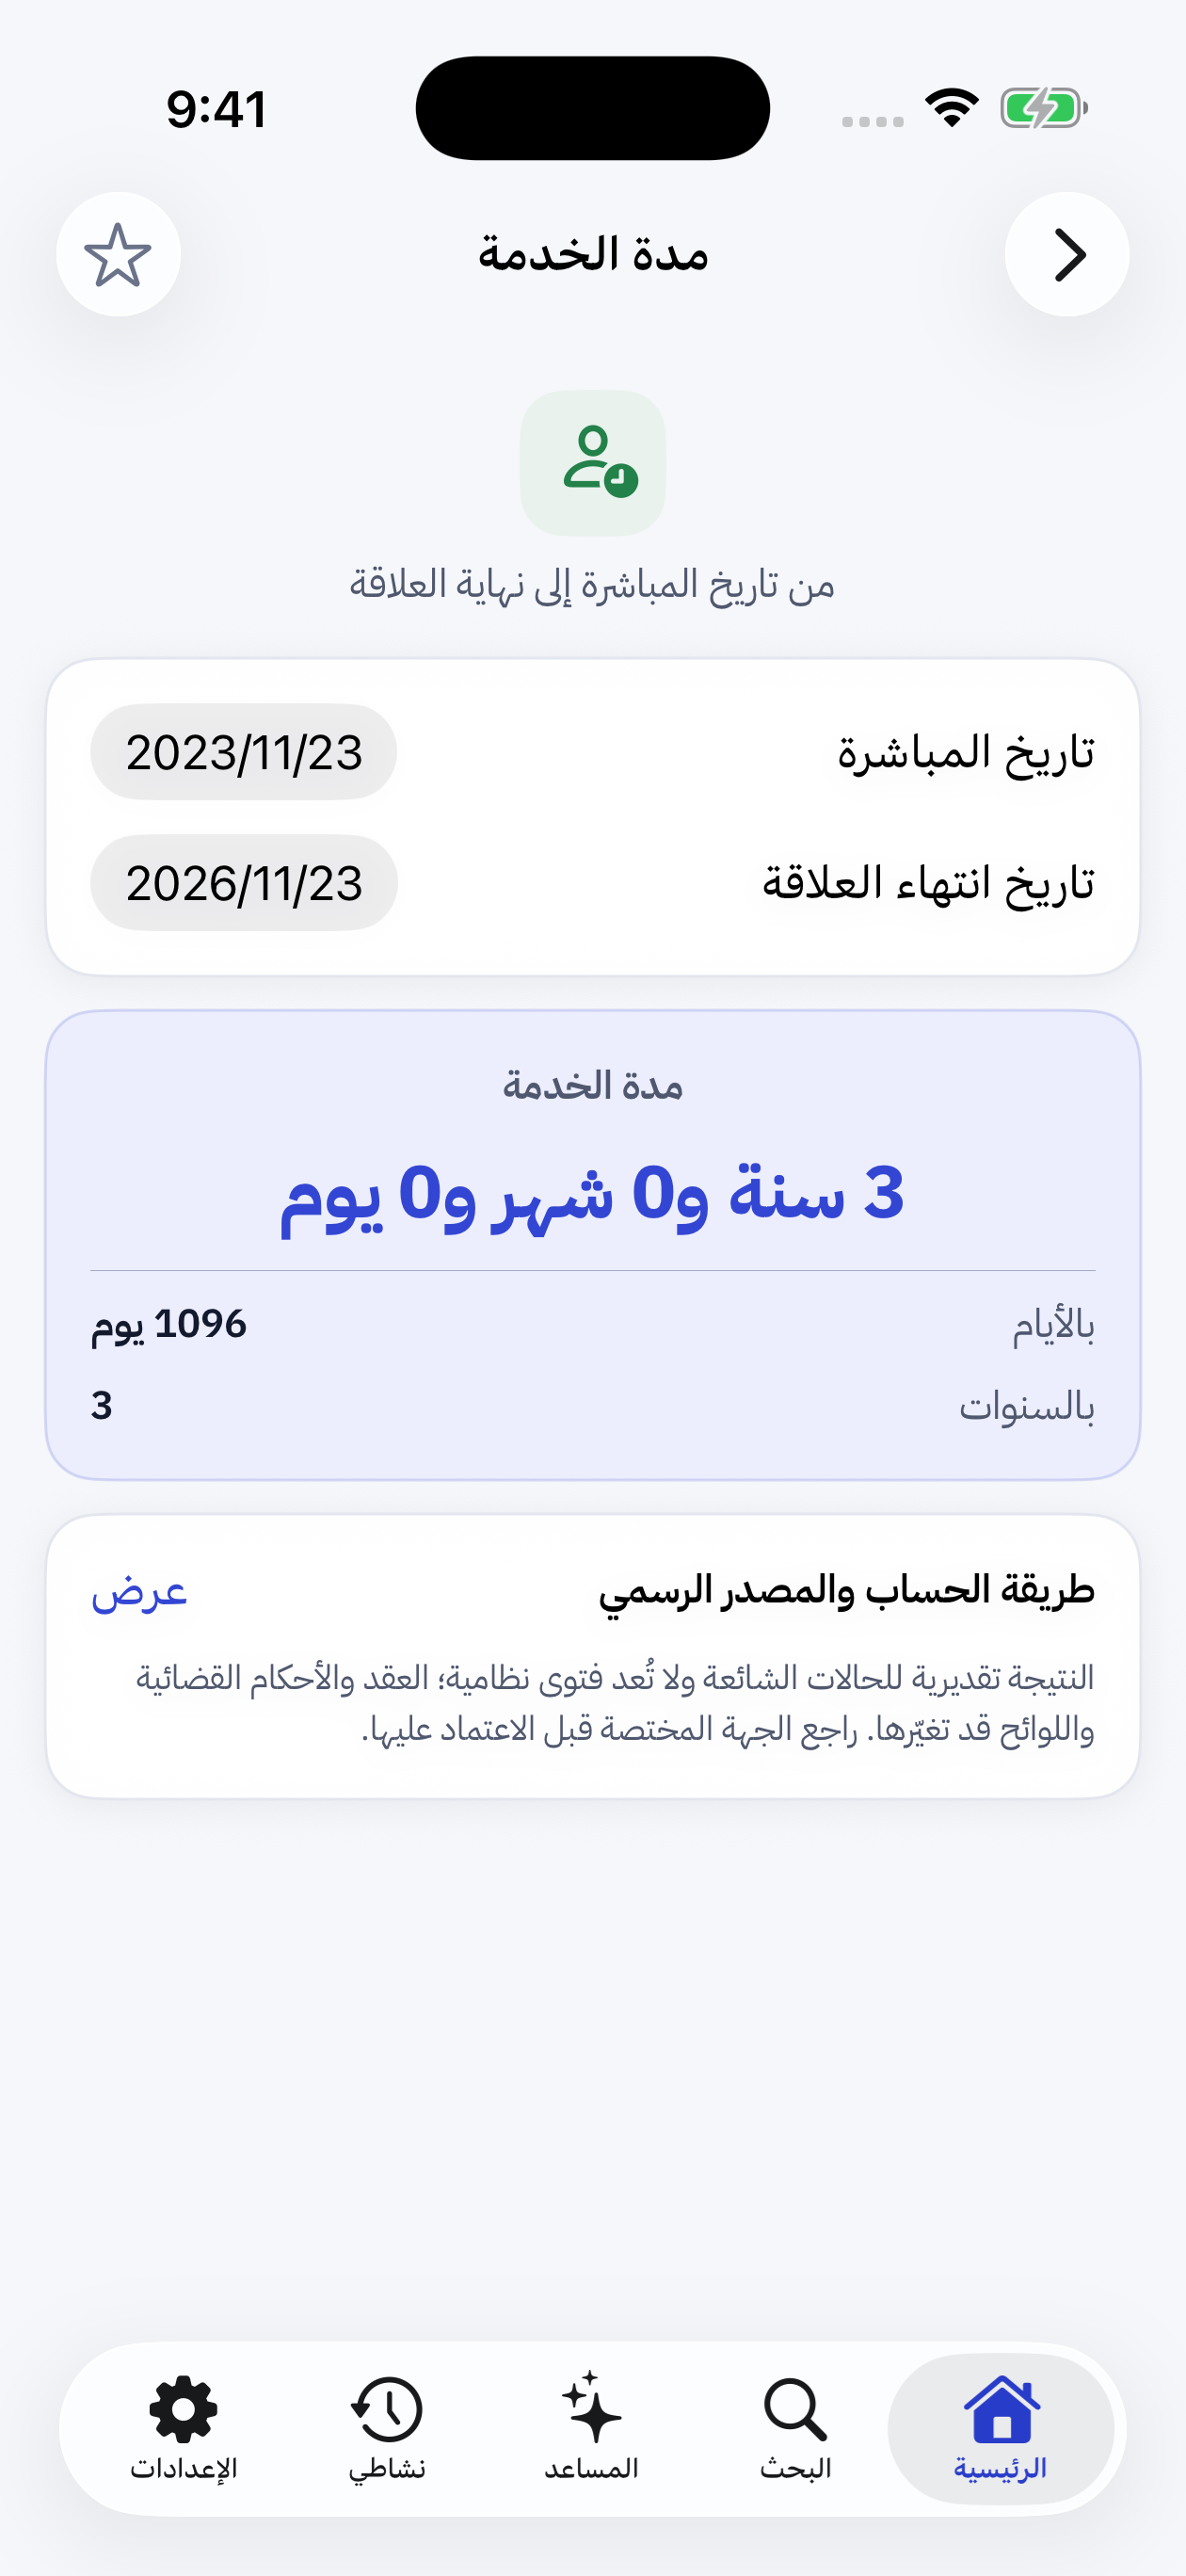 9:41
مدة الخدمة
من تاريخ المباشرة إلى نهاية العلاقة
تاريخ المباشرة 2023/11/23
تاريخ انتهاء العلاقة 2026/11/23
مدة الخدمة
3 سنة و0 شهر و0 يوم
بالأيام 1096 يوم
بالسنوات 3
طريقة الحساب والمصدر الرسمي عرض
النتيجة تقديرية للحالات الشائعة ولا تُعد فتوى نظامية؛ العقد والأحكام القضائية
واللوائح قد تغيّرها. راجع الجهة المختصة قبل الاعتماد عليها.
الرئيسية البحث المساعد نشاطي الإعدادات